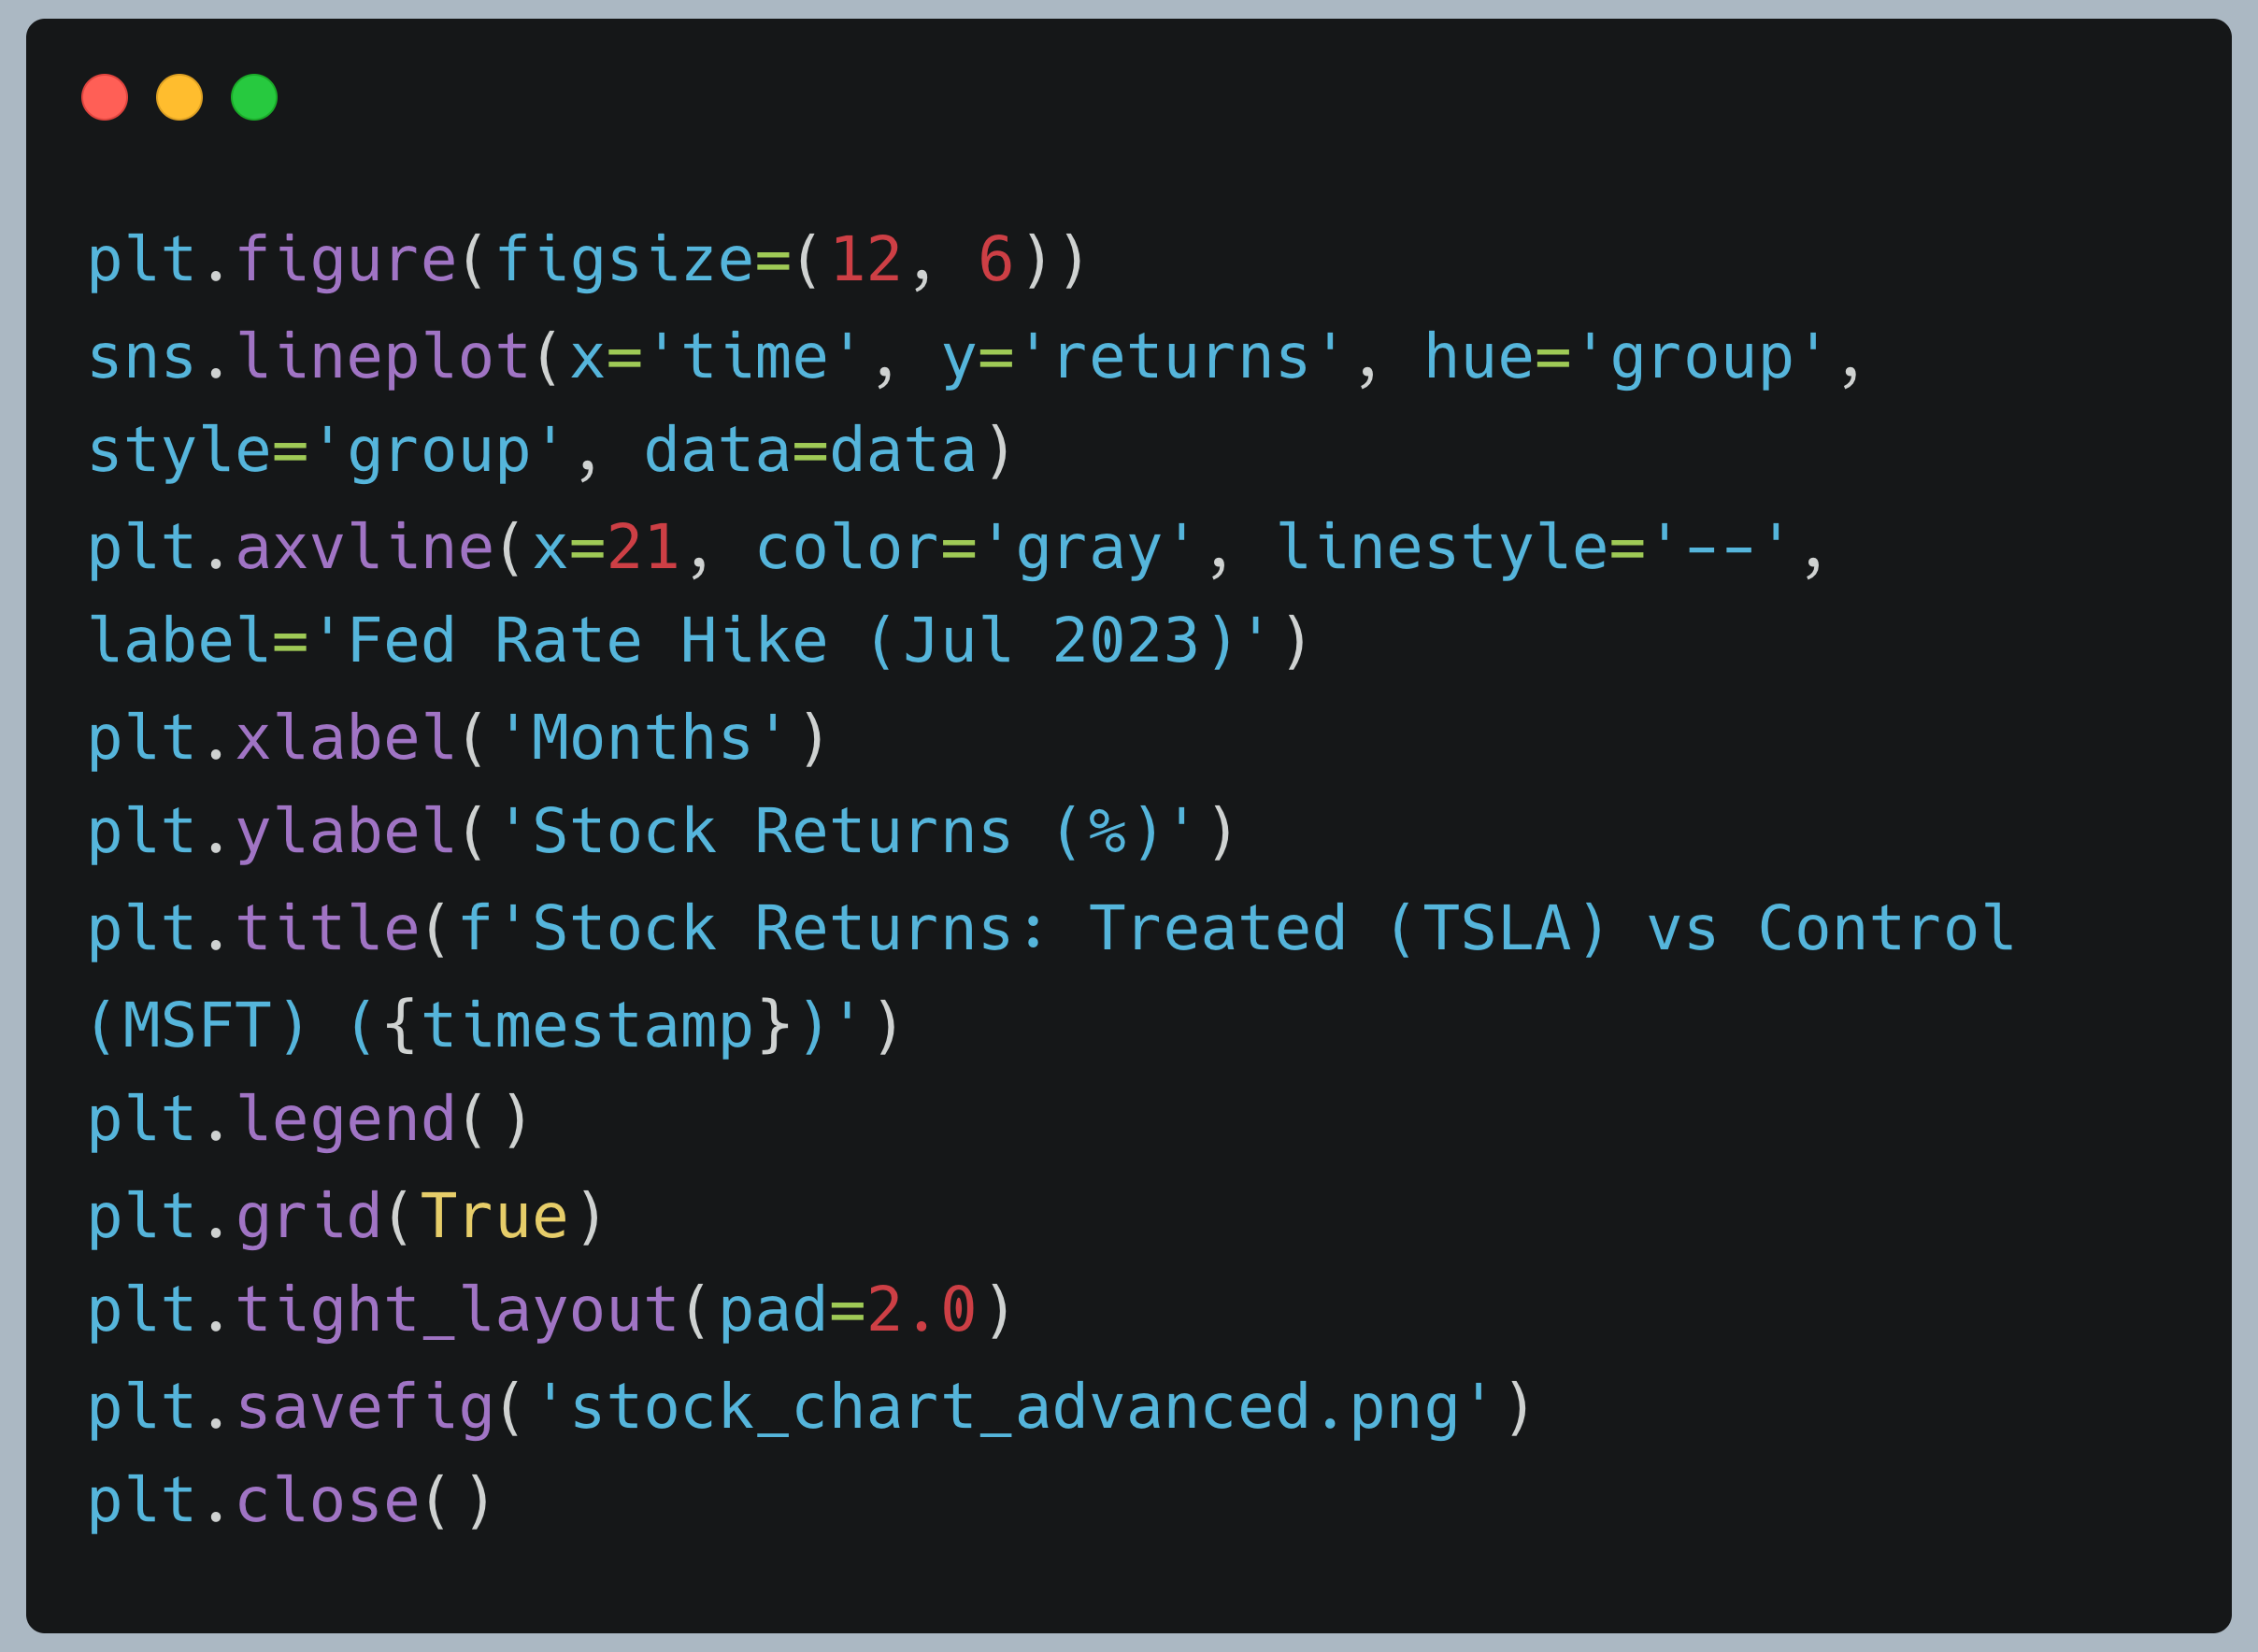 plt.figure(figsize=(12, 6))
sns.lineplot(x='time', y='returns', hue='group',
style='group', data=data)
plt.axvline(x=21, color='gray', linestyle='--',
label='Fed Rate Hike (Jul 2023)')
plt.xlabel('Months')
plt.ylabel('Stock Returns (%)')
plt.title(f'Stock Returns: Treated (TSLA) vs Control
(MSFT) ({timestamp})')
plt.legend()
plt.grid(True)
plt.tight_layout(pad=2.0)
plt.savefig('stock_chart_advanced.png')
plt.close()